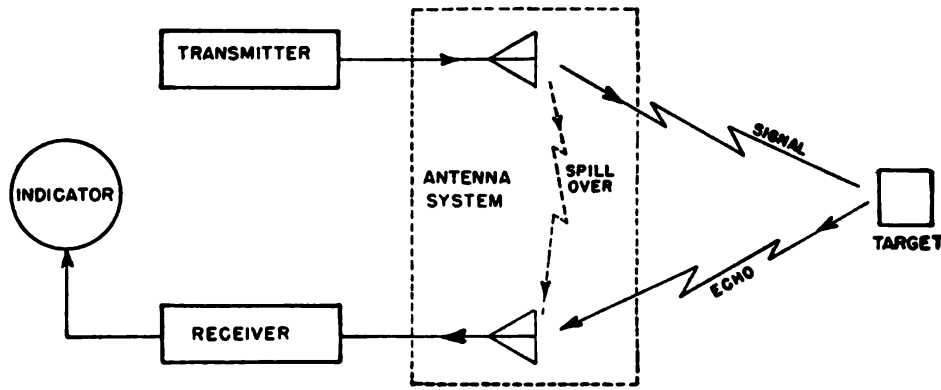 TRANSMITTER
SIGNAL
INDICATOR
ANTENNA
SYSTEM
SPILL
OVER
TARGET
ECHO
RECEIVER